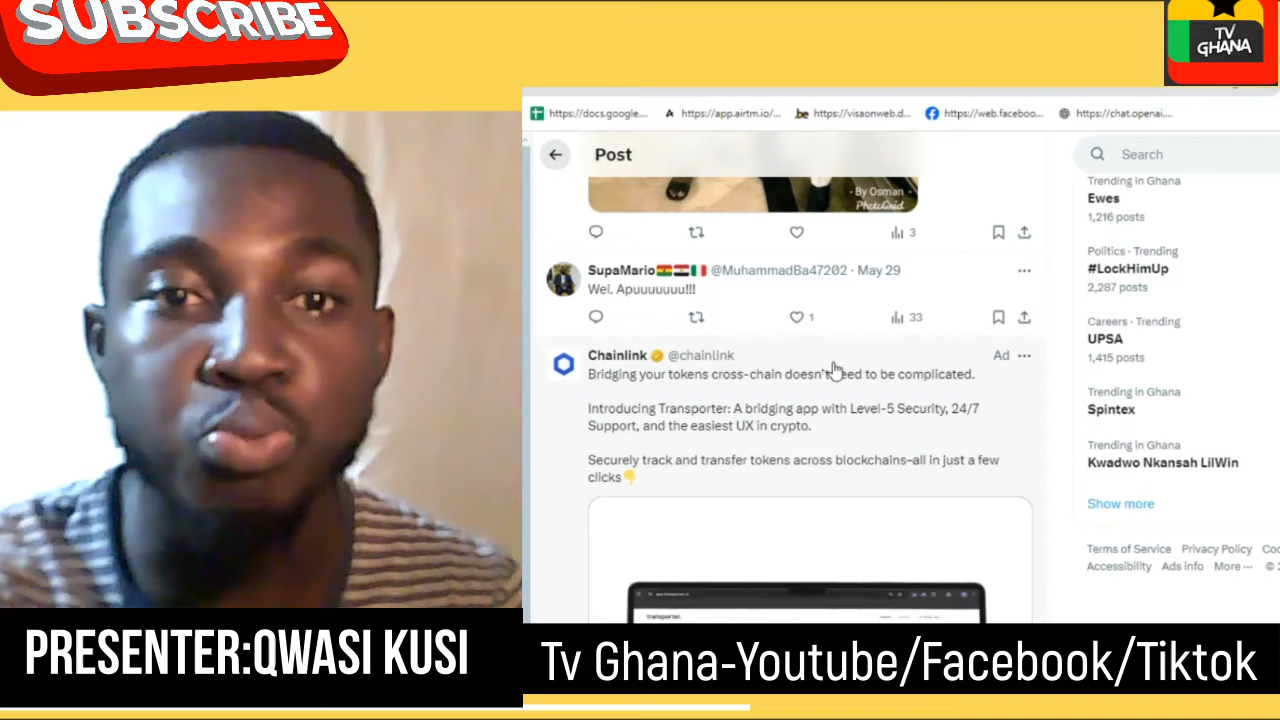 SUBSCRIBE
TV
GHANA
https://docs.google....
https://app.airtm.io/...
https://visaonweb.d...
https://web.faceboo...
https://chat.openai....
Post
Search
- By Osman -
PhotoGrid
3
SupaMario @MuhammadBa47202 · May 29
Wei. Apuuuuuuu!!!
1
33
Chainlink @chainlink
Ad
Bridging your tokens cross-chain doesn't need to be complicated.
Introducing Transporter: A bridging app with Level-5 Security, 24/7
Support, and the easiest UX in crypto.
Securely track and transfer tokens across blockchains–all in just a few
clicks👇
transporter.
Trending in Ghana
Ewes
1,216 posts
Politics · Trending
#LockHimUp
2,287 posts
Careers · Trending
UPSA
1,415 posts
Trending in Ghana
Spintex
Trending in Ghana
Kwadwo Nkansah LilWin
Show more
Terms of Service Privacy Policy Coo
Accessibility Ads info More ··· © 2
PRESENTER:QWASI KUSI
Tv Ghana-Youtube/Facebook/Tiktok